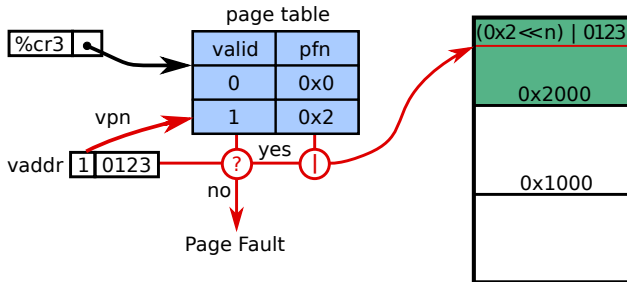 page table
%cr3
valid pfn
0 0x0
1 0x2
(0x2<<n) | 0123
0x2000
vpn
vaddr 1 0123
? yes |
no
0x1000
Page Fault